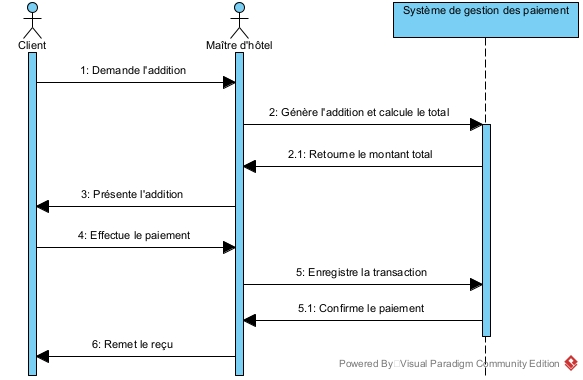 Système de gestion des paiement
Client
Maître d'hôtel
1: Demande l'addition
2: Génère l'addition et calcule le total
2.1: Retourne le montant total
3: Présente l'addition
4: Effectue le paiement
5: Enregistre la transaction
5.1: Confirme le paiement
6: Remet le reçu
Powered By Visual Paradigm Community Edition